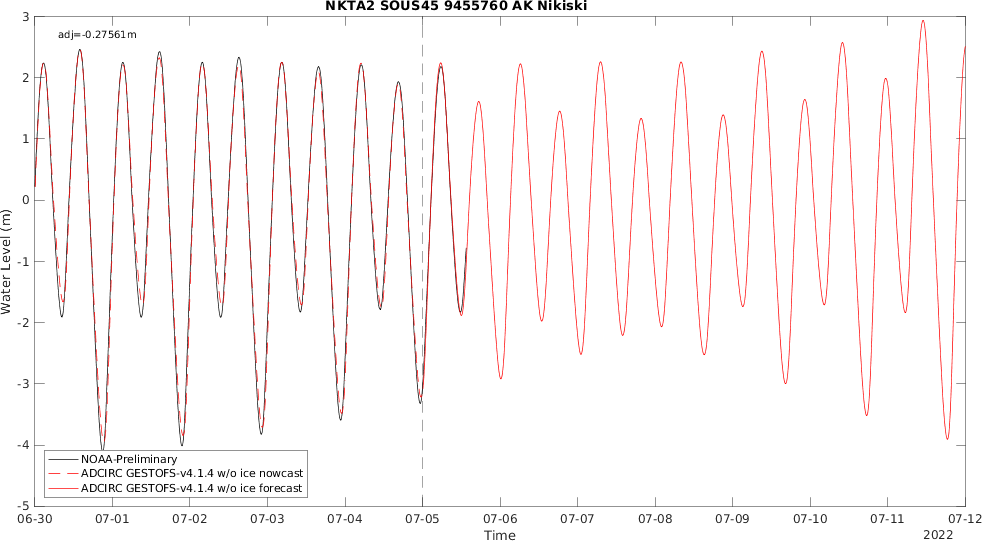 NKTA2 SOUS45 9455760 AK Nikiski
adj=-0.27561m
3
2
1
0
-1
-2
-3
-4
-5
Water Level (m)
NOAA-Preliminary
ADCIRC GESTOFS-v4.1.4 w/o ice nowcast
ADCIRC GESTOFS-v4.1.4 w/o ice forecast
06-30 07-01 07-02 07-03 07-04 07-05 07-06 07-07 07-08 07-09 07-10 07-11 07-12
Time
2022